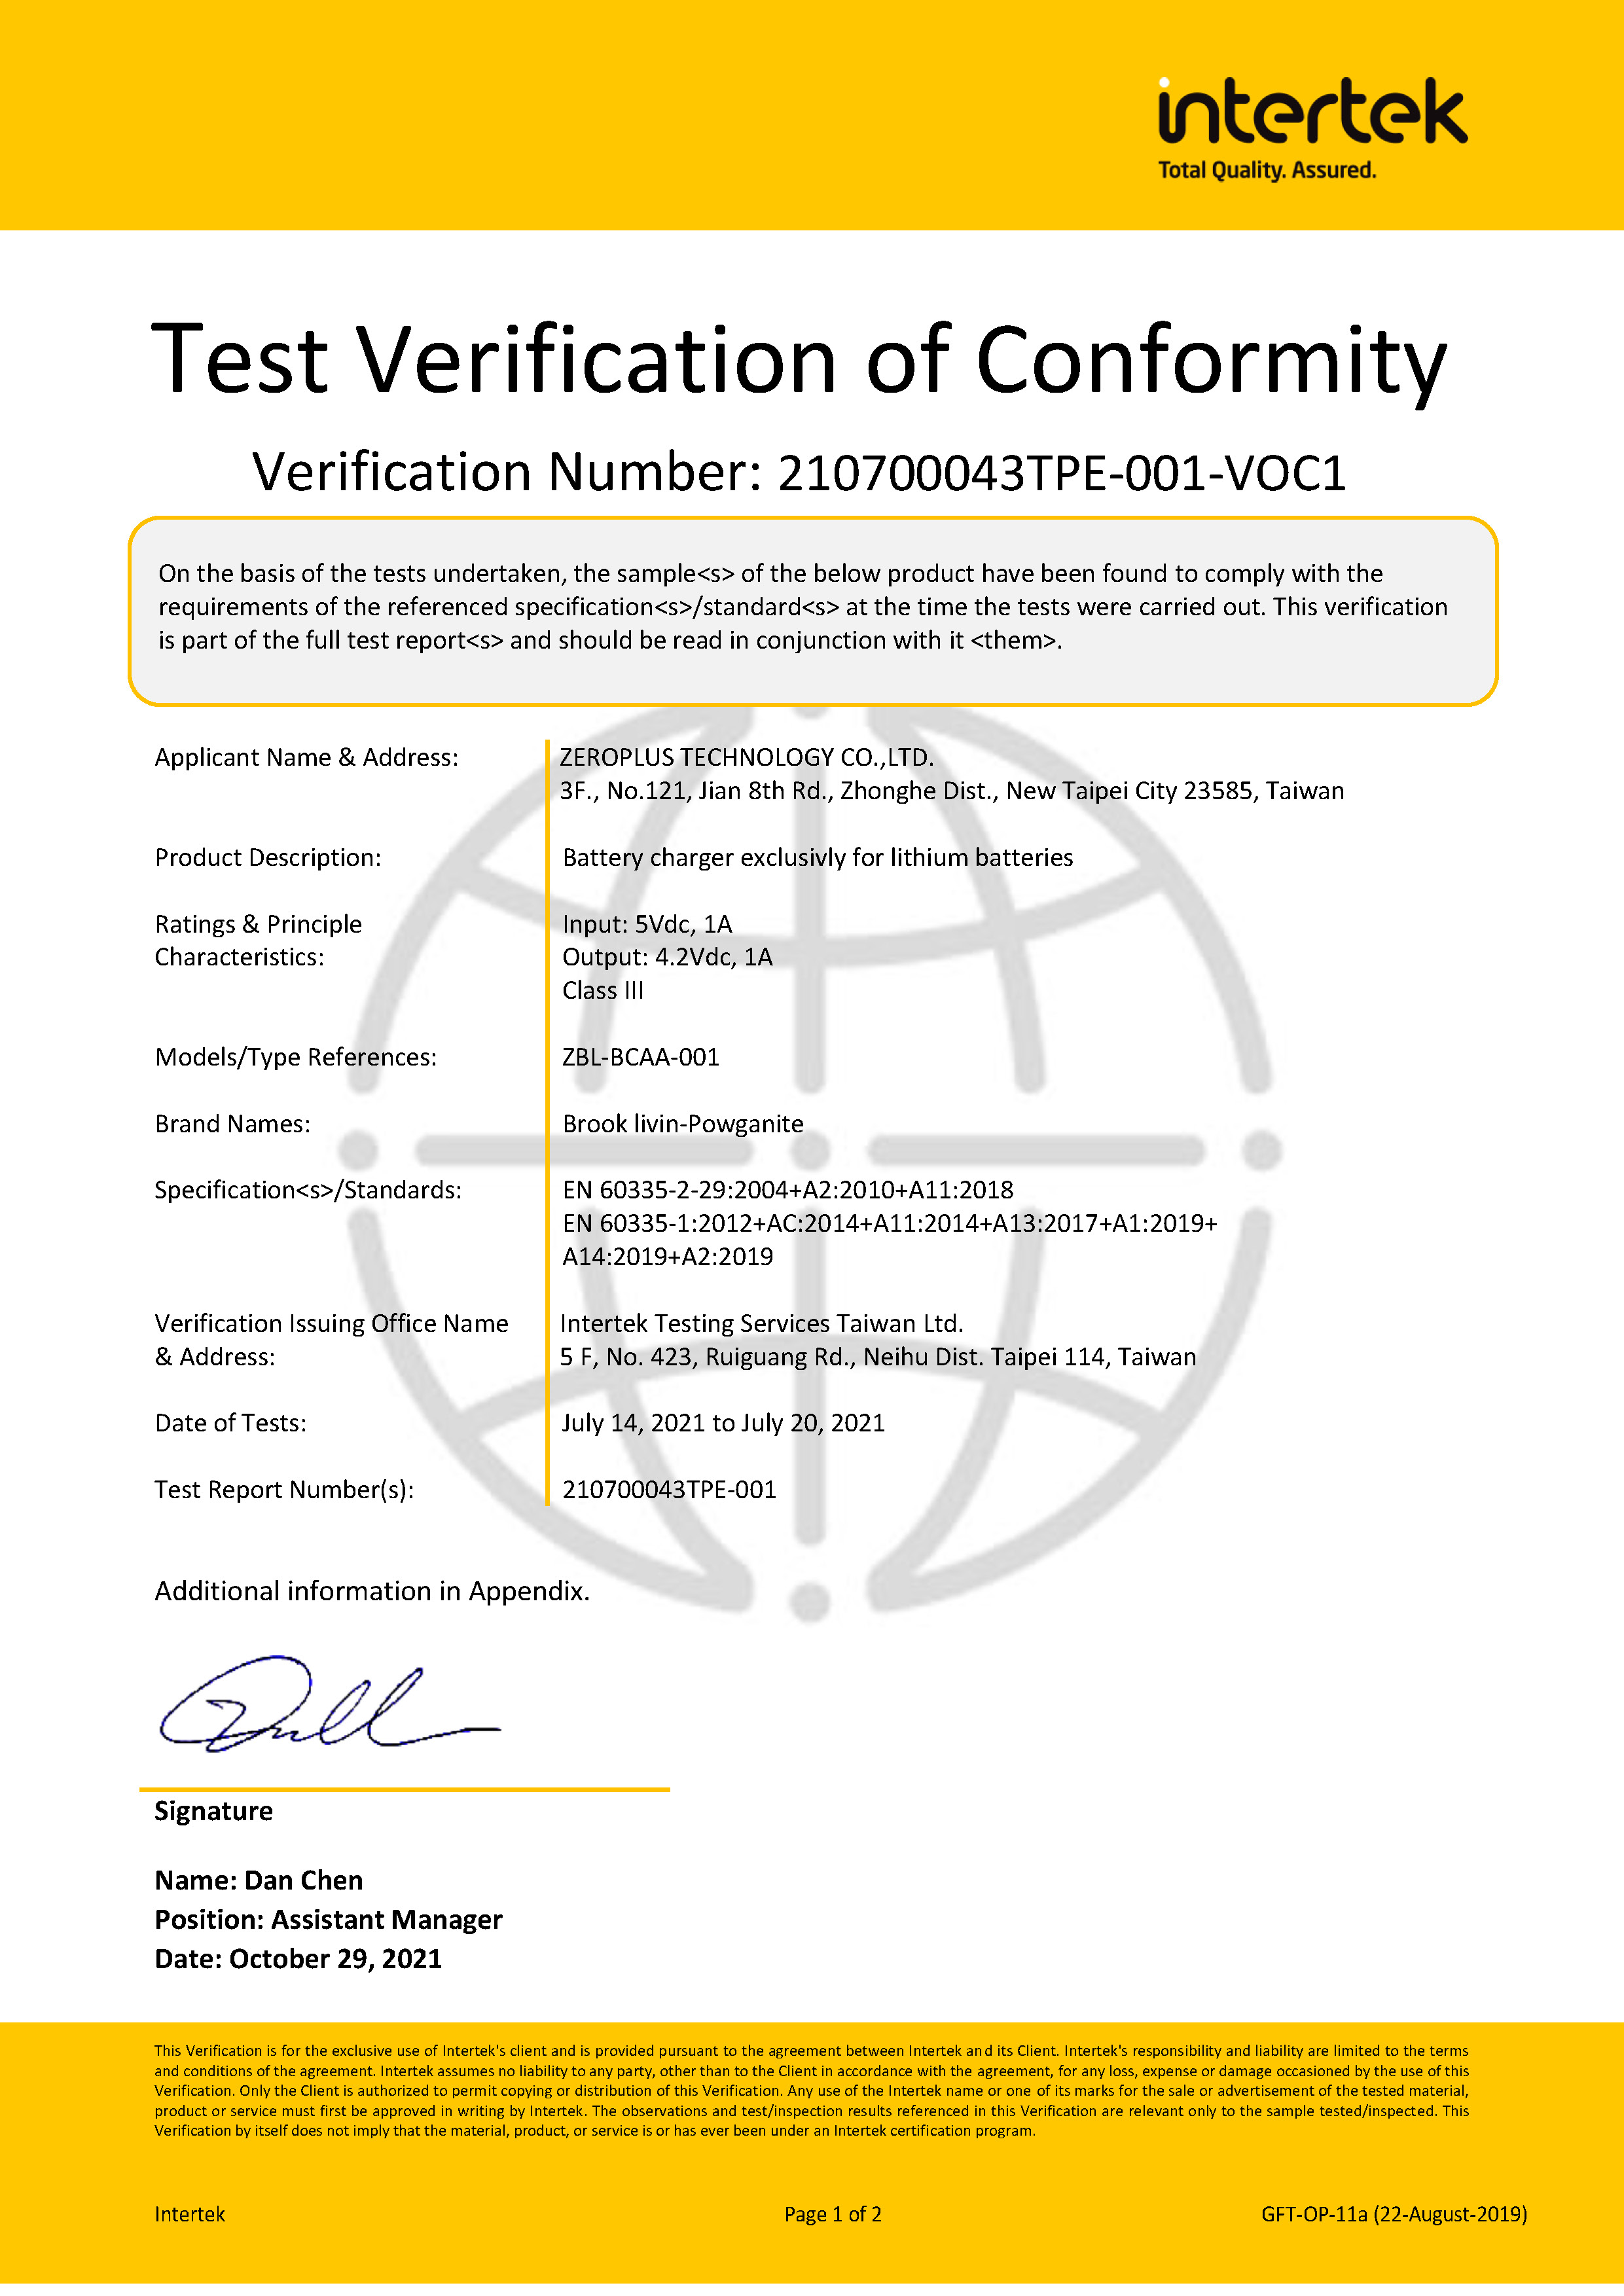 intertek
Total Quality. Assured.
Test Verification of Conformity
Verification Number: 210700043TPE-001-VOC1
On the basis of the tests undertaken, the sample<s> of the below product have been found to comply with the
requirements of the referenced specification<s>/standard<s> at the time the tests were carried out. This verification
is part of the full test report<s> and should be read in conjunction with it <them>.
Applicant Name & Address: ZEROPLUS TECHNOLOGY CO.,LTD.
3F., No.121, Jian 8th Rd., Zhonghe Dist., New Taipei City 23585, Taiwan
Product Description: Battery charger exclusivly for lithium batteries
Ratings & Principle Input: 5Vdc, 1A
Characteristics: Output: 4.2Vdc, 1A
Class III
Models/Type References: ZBL-BCAA-001
Brand Names: Brook livin-Powganite
Specification<s>/Standards: EN 60335-2-29:2004+A2:2010+A11:2018
EN 60335-1:2012+AC:2014+A11:2014+A13:2017+A1:2019+
A14:2019+A2:2019
Verification Issuing Office Name Intertek Testing Services Taiwan Ltd.
& Address: 5 F, No. 423, Ruiguang Rd., Neihu Dist. Taipei 114, Taiwan
Date of Tests: July 14, 2021 to July 20, 2021
Test Report Number(s): 210700043TPE-001
Additional information in Appendix.
Signature
Name: Dan Chen
Position: Assistant Manager
Date: October 29, 2021
This Verification is for the exclusive use of Intertek's client and is provided pursuant to the agreement between Intertek and its Client. Intertek's responsibility and liability are limited to the terms
and conditions of the agreement. Intertek assumes no liability to any party, other than to the Client in accordance with the agreement, for any loss, expense or damage occasioned by the use of this
Verification. Only the Client is authorized to permit copying or distribution of this Verification. Any use of the Intertek name or one of its marks for the sale or advertisement of the tested material,
product or service must first be approved in writing by Intertek. The observations and test/inspection results referenced in this Verification are relevant only to the sample tested/inspected. This
Verification by itself does not imply that the material, product, or service is or has ever been under an Intertek certification program.
Intertek Page 1 of 2 GFT-OP-11a (22-August-2019)